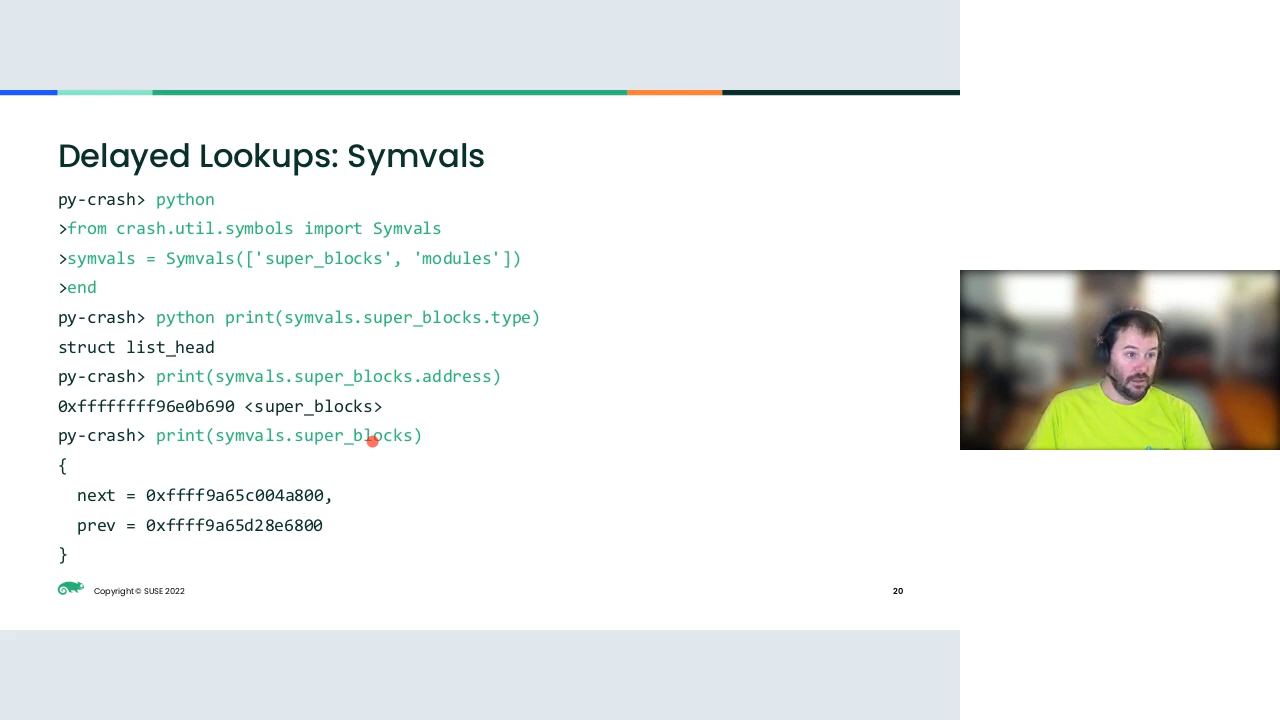 Delayed Lookups: Symvals
py-crash> python
>from crash.util.symbols import Symvals
>symvals = Symvals(['super_blocks', 'modules'])
>end
py-crash> python print(symvals.super_blocks.type)
struct list_head
py-crash> print(symvals.super_blocks.address)
0xffffffff96e0b690 <super_blocks>
py-crash> print(symvals.super_blocks)
{
  next = 0xffff9a65c004a800,
  prev = 0xffff9a65d28e6800
}
Copyright © SUSE 2022
20